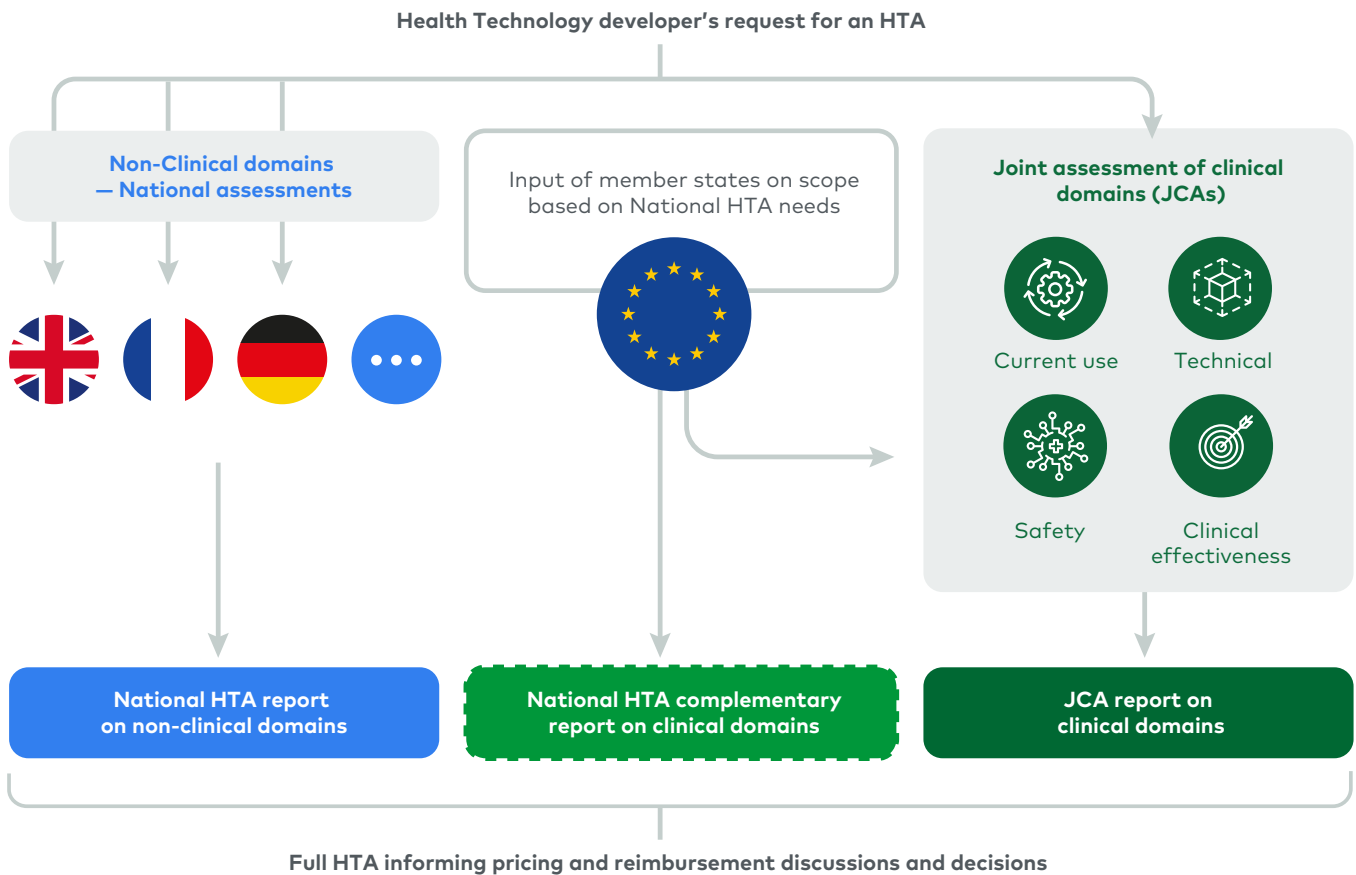 Health Technology developer's request for an HTA
Non-Clinical domains
— National assessments
Input of member states on scope
based on National HTA needs
Joint assessment of clinical
domains (JCAs)
Current use
Technical
Safety
Clinical
effectiveness
National HTA report
on non-clinical domains
National HTA complementary
report on clinical domains
JCA report on
clinical domains
Full HTA informing pricing and reimbursement discussions and decisions